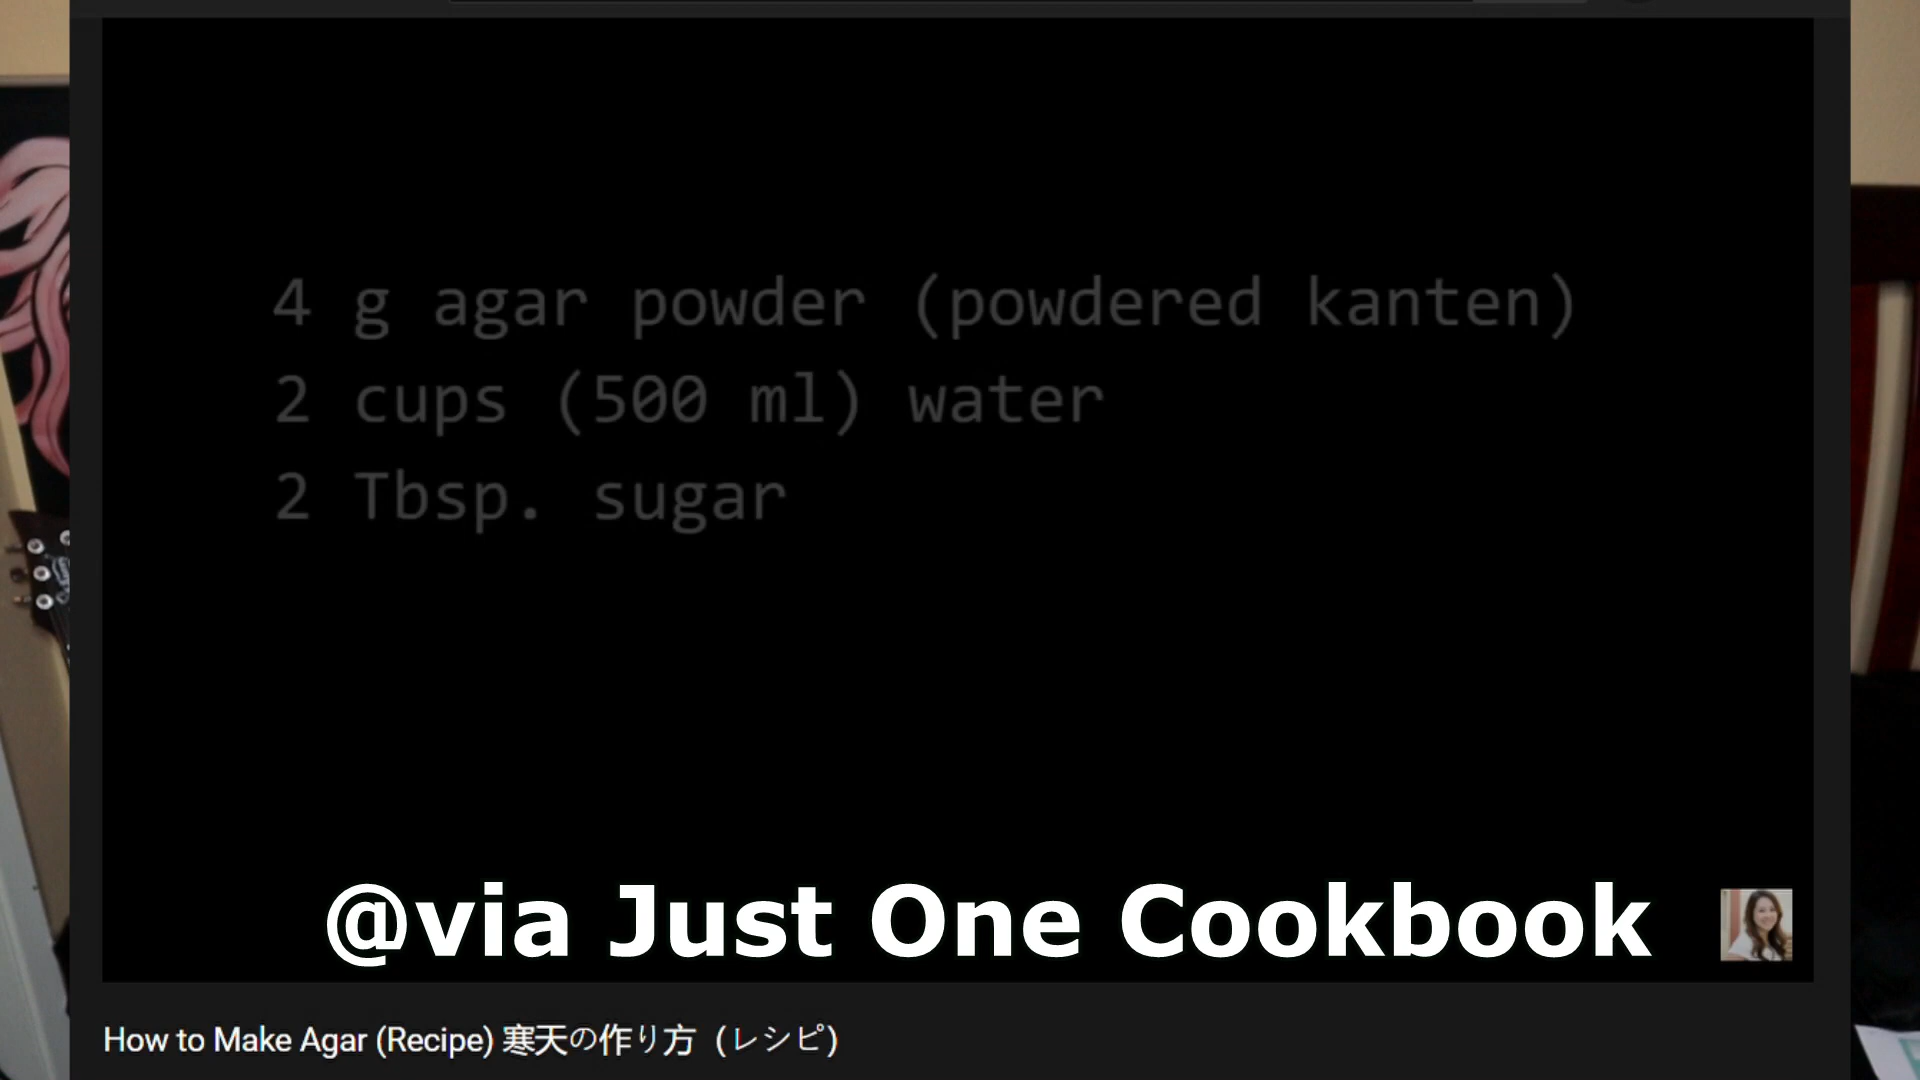 4 g agar powder (powdered kanten)
2 cups (500 ml) water
2 Tbsp. sugar
@via Just One Cookbook
How to Make Agar (Recipe) 寒天の作り方（レシピ)